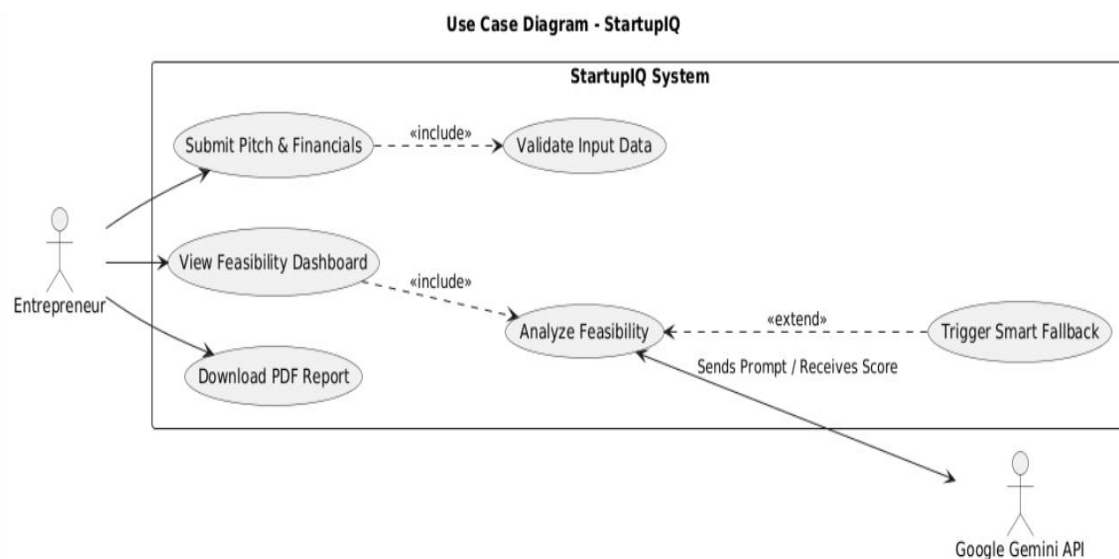 Use Case Diagram - StartupIQ
StartupIQ System
Submit Pitch & Financials
«include»
Validate Input Data
View Feasibility Dashboard
«include»
Entrepreneur
Analyze Feasibility
«extend»
Trigger Smart Fallback
Sends Prompt / Receives Score
Download PDF Report
Google Gemini API